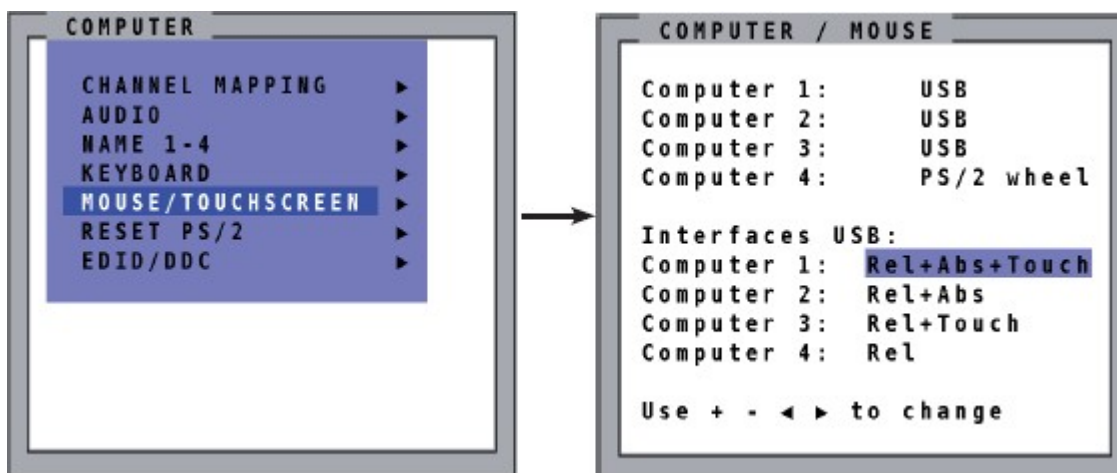 COMPUTER
CHANNEL MAPPING ▶
AUDIO ▶
NAME 1-4 ▶
KEYBOARD ▶
MOUSE/TOUCHSCREEN ▶
RESET PS/2 ▶
EDID/DDC ▶
COMPUTER / MOUSE
Computer 1: USB
Computer 2: USB
Computer 3: USB
Computer 4: PS/2 wheel
Interfaces USB:
Computer 1: Rel+Abs+Touch
Computer 2: Rel+Abs
Computer 3: Rel+Touch
Computer 4: Rel
Use + - ◀ ▶ to change